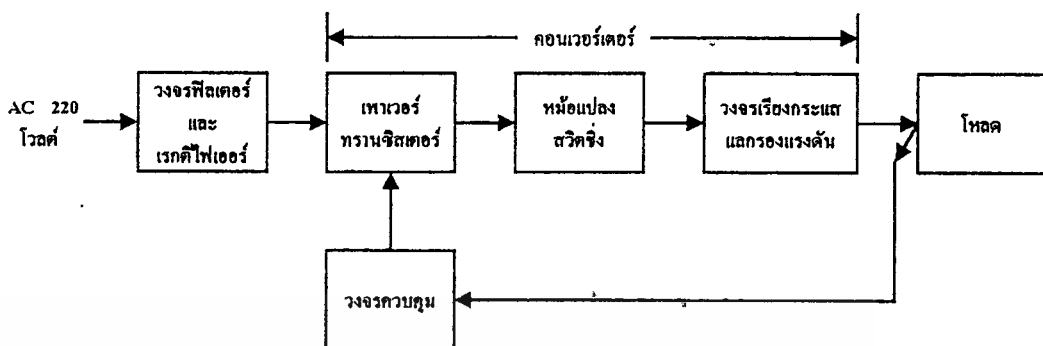 คอนเวอร์เตอร์
AC 220
โวลต์
วงจรฟิลเตอร์
และ
เรกติไฟเออร์
เพาเวอร์
ทรานซิสเตอร์
หม้อแปลง
สวิตชิ่ง
วงจรเรียงกระแส
แลกรองแรงดัน
โหลด
วงจรควบคุม